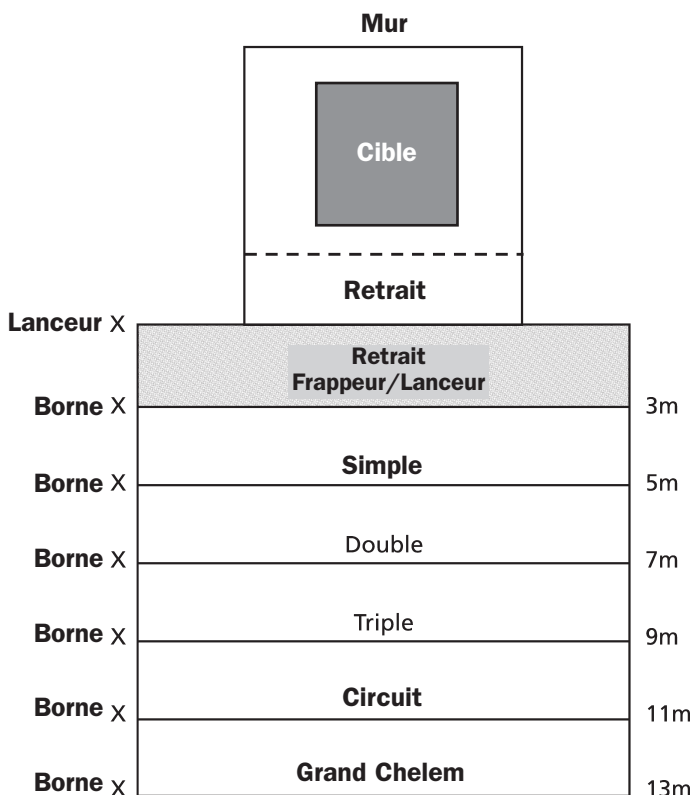 Mur
Cible
Retrait
Lanceur X
Retrait
Frappeur/Lanceur
Borne X
3m
Simple
Borne X
5m
Double
Borne X
7m
Triple
Borne X
9m
Circuit
Borne X
11m
Grand Chelem
Borne X
13m